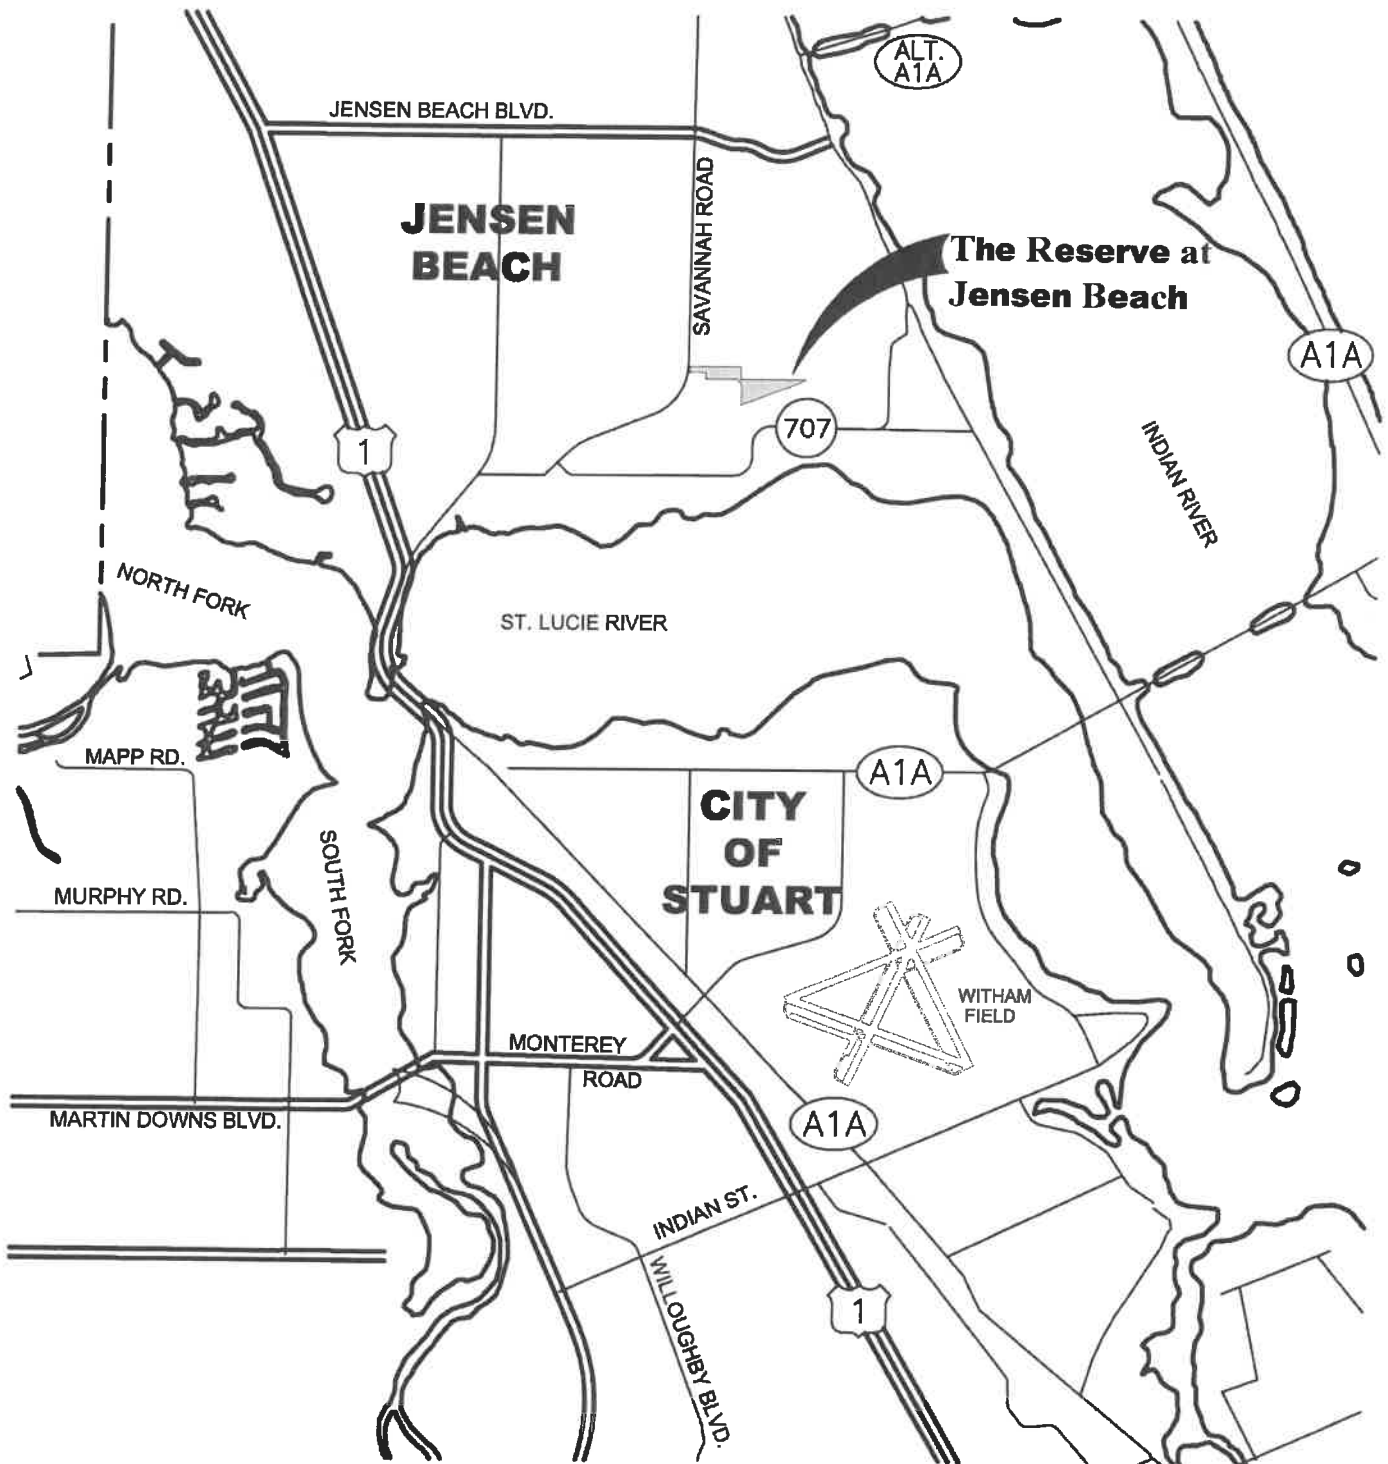 ALT.
A1A
JENSEN BEACH BLVD.
SAVANNAH ROAD
JENSEN
BEACH
The Reserve at
Jensen Beach
A1A
1
707
INDIAN RIVER
NORTH FORK
ST. LUCIE RIVER
MAPP RD.
A1A
CITY
OF
STUART
SOUTH FORK
MURPHY RD.
WITHAM
FIELD
MONTEREY
ROAD
MARTIN DOWNS BLVD.
A1A
INDIAN ST.
WILLOUGHBY BLVD.
1